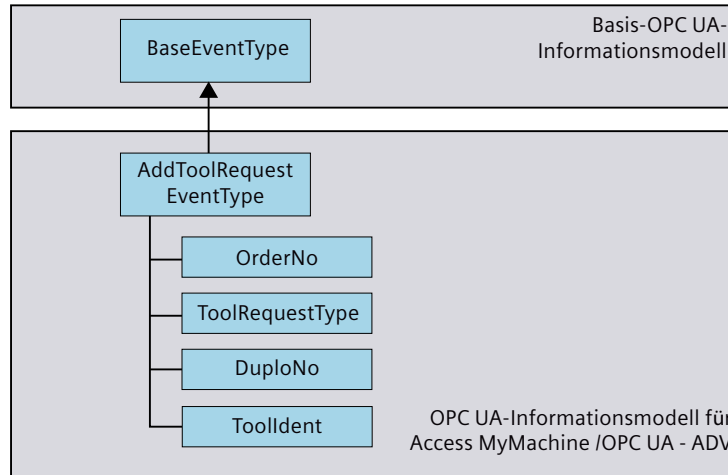 Basis-OPC UA-
Informationsmodell
BaseEventType
AddToolRequest
EventType
OrderNo
ToolRequestType
DuploNo
ToolIdent
OPC UA-Informationsmodell für
Access MyMachine /OPC UA - ADV